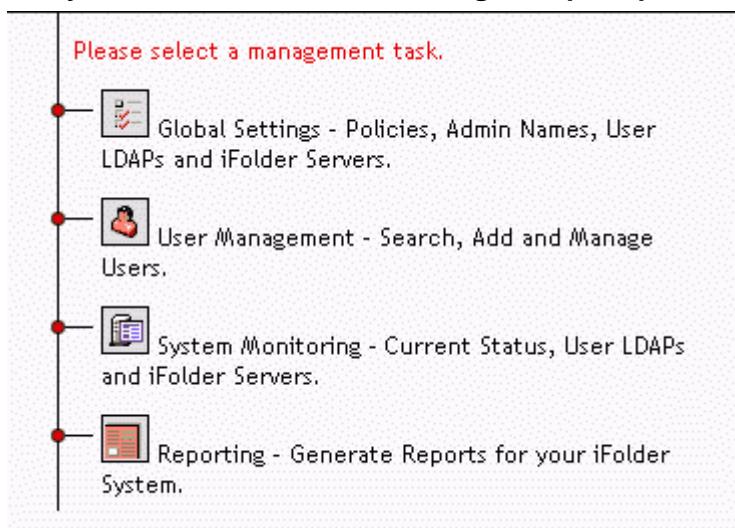 Please select a management task.
Global Settings - Policies, Admin Names, User
LDAPs and iFolder Servers.
User Management - Search, Add and Manage
Users.
System Monitoring - Current Status, User LDAPs
and iFolder Servers.
Reporting - Generate Reports for your iFolder
System.